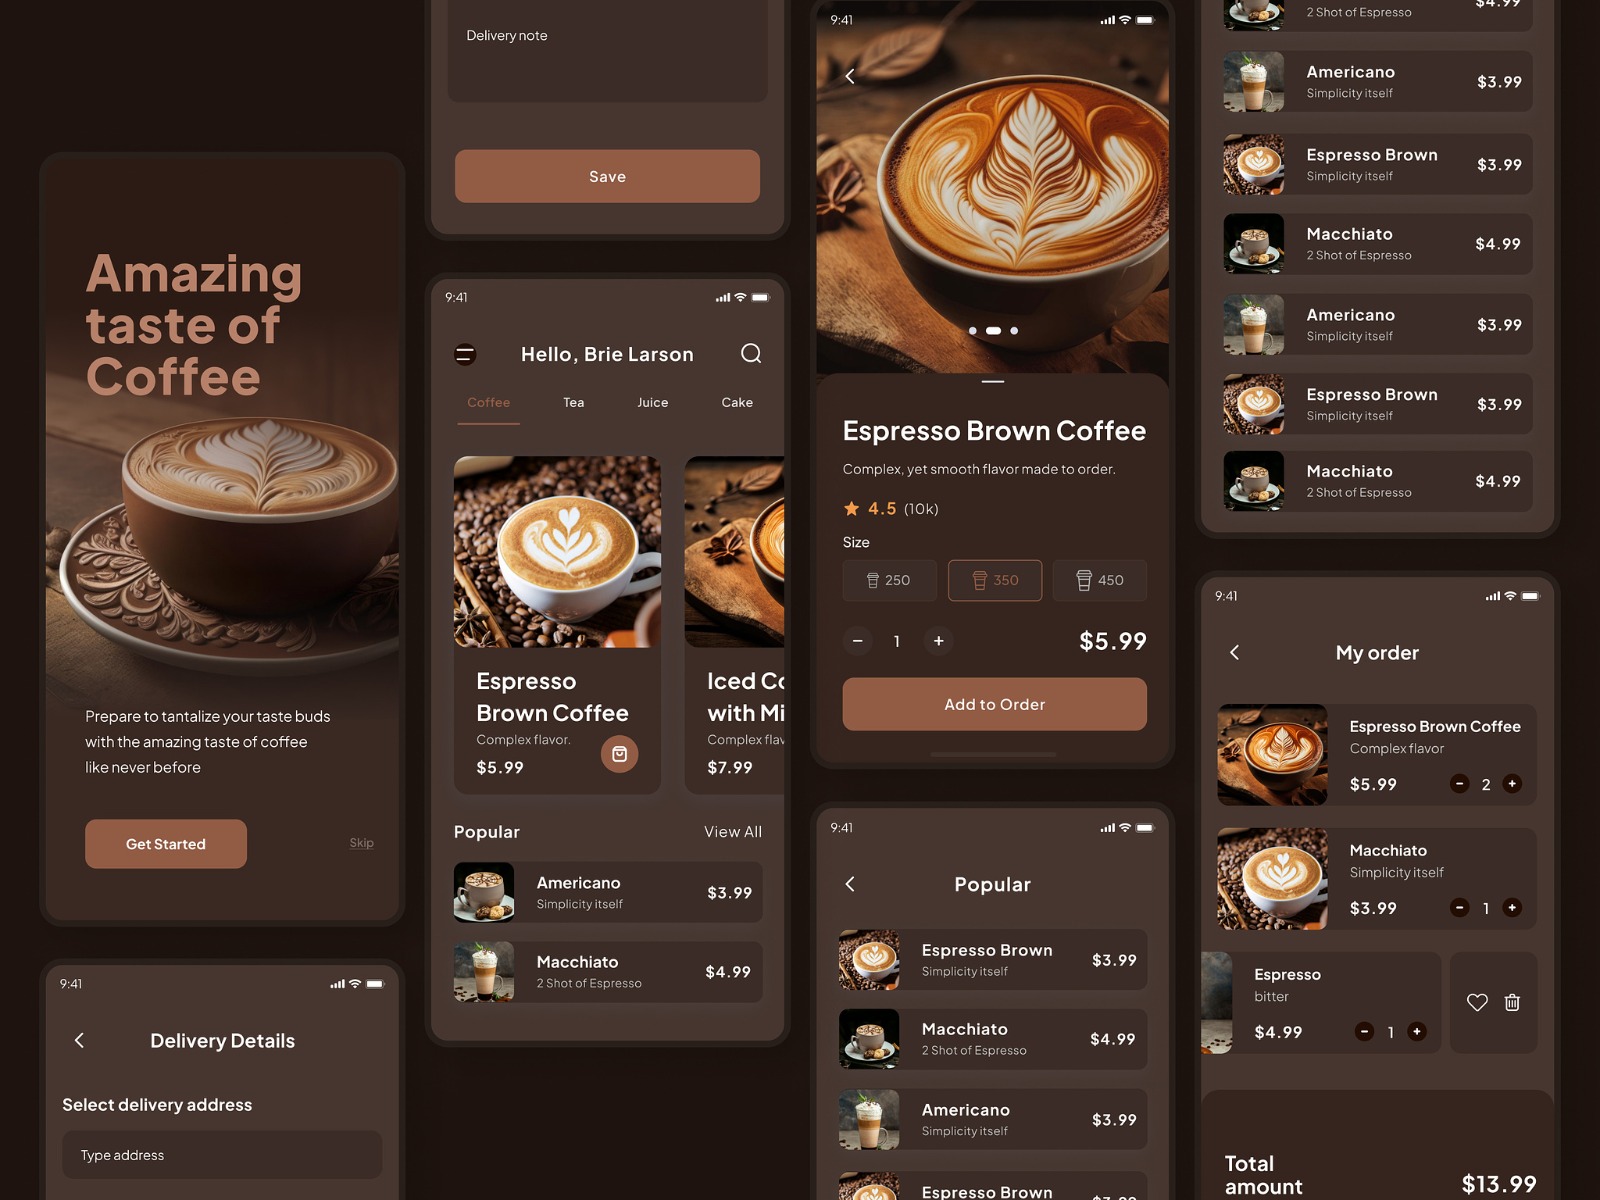 Amazing
taste of
Coffee
Prepare to tantalize your taste buds
with the amazing taste of coffee
like never before
Get Started
Skip
9:41
Delivery Details
Select delivery address
Type address
Delivery note
Save
9:41
Hello, Brie Larson
Coffee Tea Juice Cake
Espresso
Brown Coffee
Complex flavor.
$5.99
Iced Co
with Mi
Complex flav
$7.99
Popular View All
Americano
Simplicity itself
$3.99
Macchiato
2 Shot of Espresso
$4.99
9:41
Espresso Brown Coffee
Complex, yet smooth flavor made to order.
4.5 (10k)
Size
250 350 450
− 1 + $5.99
Add to Order
9:41
Popular
Espresso Brown
Simplicity itself
$3.99
Macchiato
2 Shot of Espresso
$4.99
Americano
Simplicity itself
$3.99
Espresso Brown
$3.99
2 Shot of Espresso
$4.99
Americano
Simplicity itself
$3.99
Espresso Brown
Simplicity itself
$3.99
Macchiato
2 Shot of Espresso
$4.99
Americano
Simplicity itself
$3.99
Espresso Brown
Simplicity itself
$3.99
Macchiato
2 Shot of Espresso
$4.99
9:41
My order
Espresso Brown Coffee
Complex flavor
$5.99 − 2 +
Macchiato
Simplicity itself
$3.99 − 1 +
Espresso
bitter
$4.99 − 1 +
Total
amount
$13.99